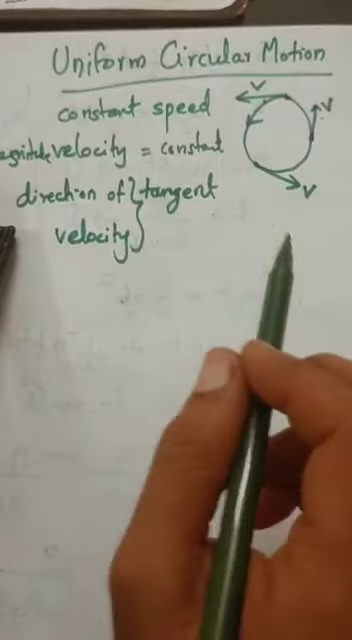 Uniform Circular Motion
constant speed
velocity = constant
direction of } tangent
velocity
V
V
V